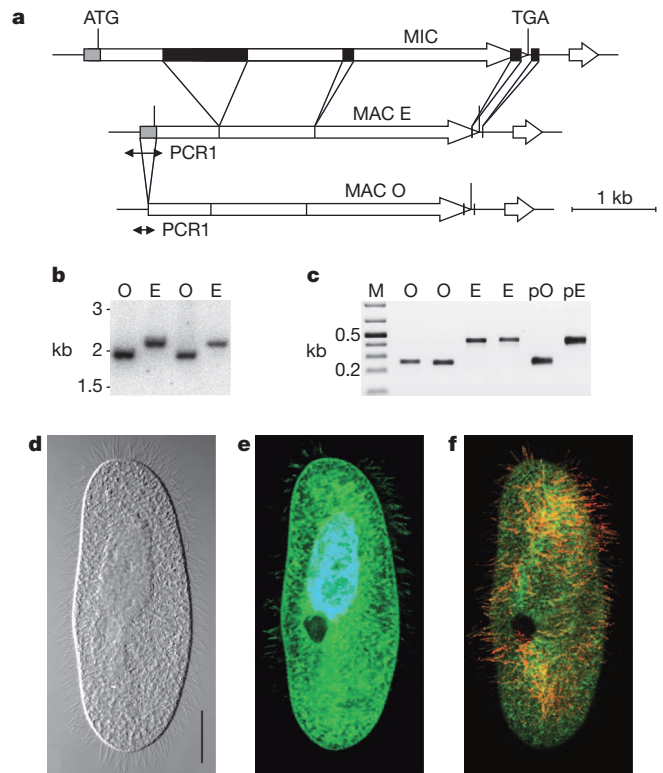 a
ATG TGA
MIC
MAC E
PCR1
MAC O
PCR1
1 kb
b
O E O E
3
kb 2
1.5
c
M O O E E pO pE
0.5
kb
0.2
d
e
f